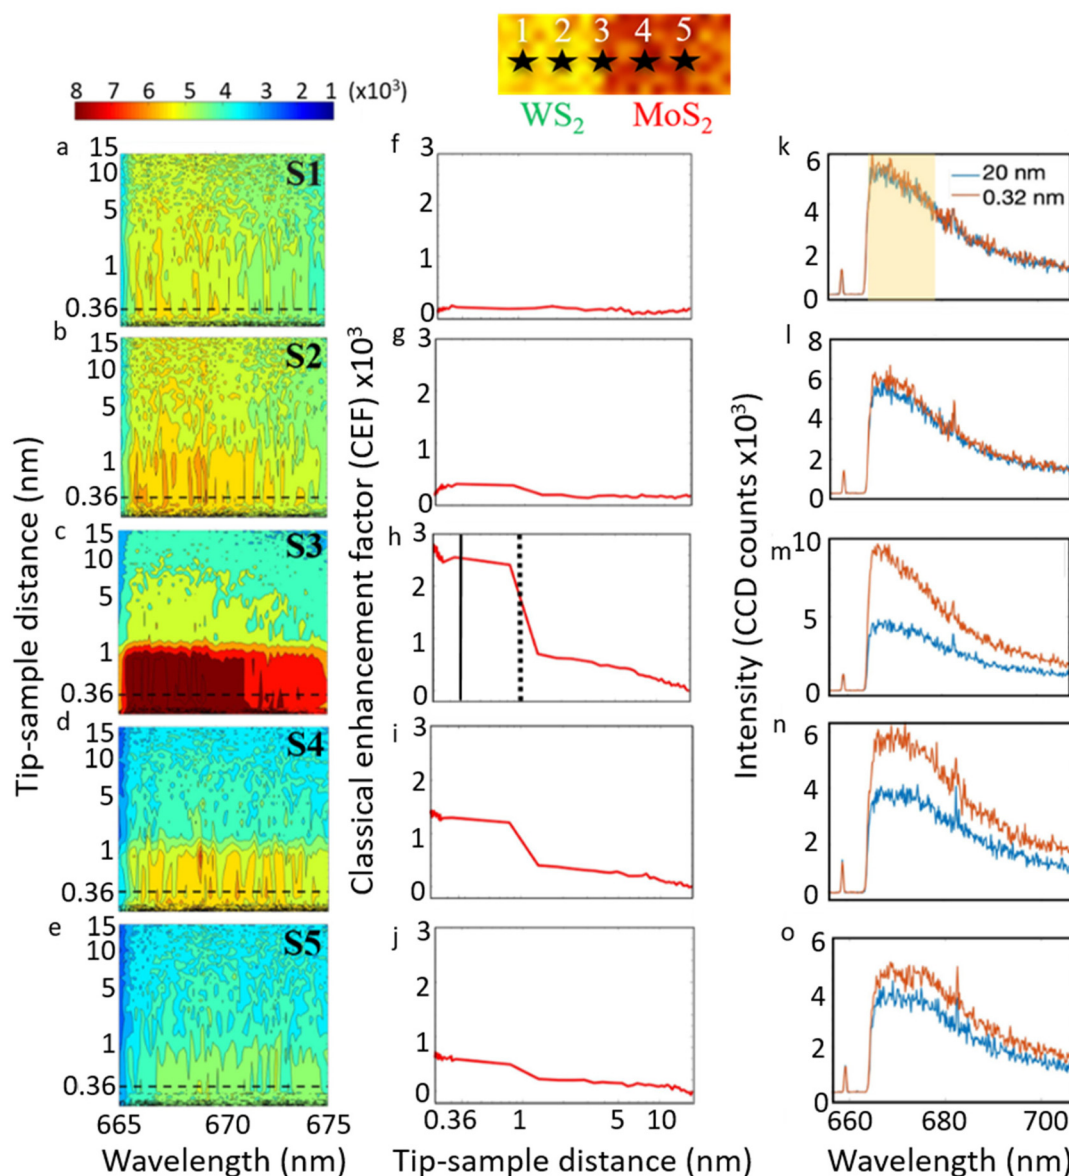 1 2 3 4 5
WS₂ MoS₂
8 7 6 5 4 3 2 1 (x10³)
a
S1
15
10
5
1
0.36
b
S2
15
10
5
1
0.36
c
S3
15
10
5
1
0.36
d
S4
15
10
5
1
0.36
e
S5
15
10
5
1
0.36
665 670 675
Wavelength (nm)
Tip-sample distance (nm)
f
3
2
1
0
g
3
2
1
0
h
3
2
1
0
i
3
2
1
0
j
3
2
1
0
0.36 1 5 10
Tip-sample distance (nm)
Classical enhancement factor (CEF) x10³
k
6
4
2
0
20 nm
0.32 nm
l
8
6
4
2
0
m
10
5
0
n
6
4
2
0
o
6
4
2
0
660 680 700
Wavelength (nm)
Intensity (CCD counts x10³)